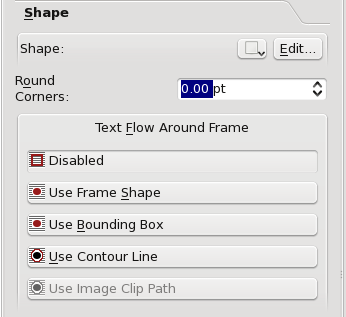 Shape
Shape: Edit...
Round
Corners: 0.00 pt
Text Flow Around Frame
Disabled
Use Frame Shape
Use Bounding Box
Use Contour Line
Use Image Clip Path